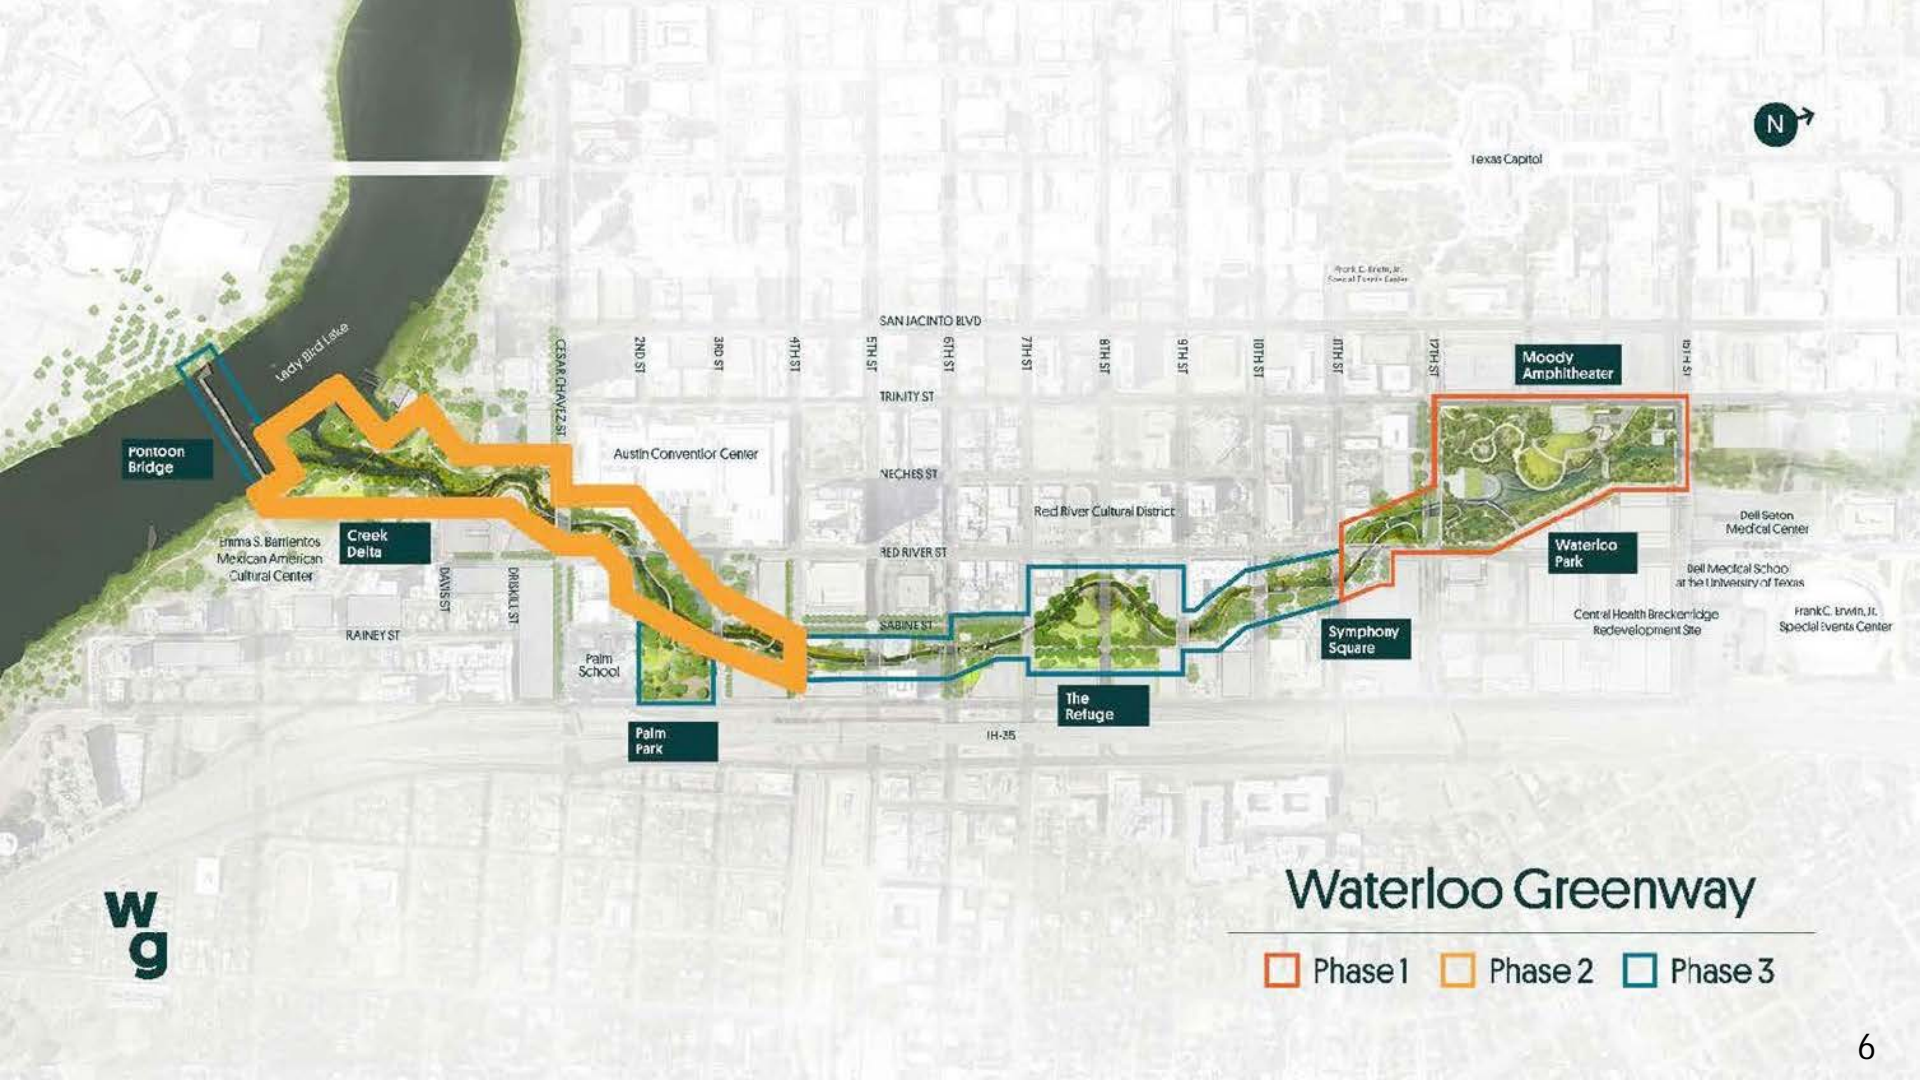 N
Texas Capitol
Lady Bird Lake
SAN JACINTO BLVD
CESAR CHAVEZ ST
2ND ST
3RD ST
4TH ST
5TH ST
6TH ST
7TH ST
8TH ST
9TH ST
10TH ST
11TH ST
12TH ST
15TH ST
Moody
Amphitheater
TRINITY ST
Pontoon
Bridge
Austin Convention Center
NECHES ST
Red River Cultural District
Dell Seton
Medical Center
Emma S. Barrientos
Mexican American
Cultural Center
Creek
Delta
RED RIVER ST
Waterloo
Park
Dell Medical School
at the University of Texas
DAVIS ST
DRISKILL ST
RAINEY ST
SABINE ST
Central Health Brackenridge
Redevelopment Site
Frank C. Erwin, Jr.
Special Events Center
Symphony
Square
Palm
School
The
Refuge
Palm
Park
IH-35
Waterloo Greenway
Phase 1
Phase 2
Phase 3
wg
6